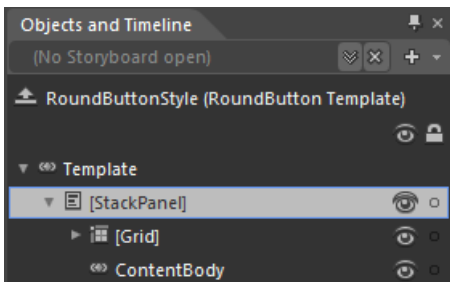 Objects and Timeline
(No Storyboard open)
RoundButtonStyle (RoundButton Template)
Template
[StackPanel]
[Grid]
ContentBody